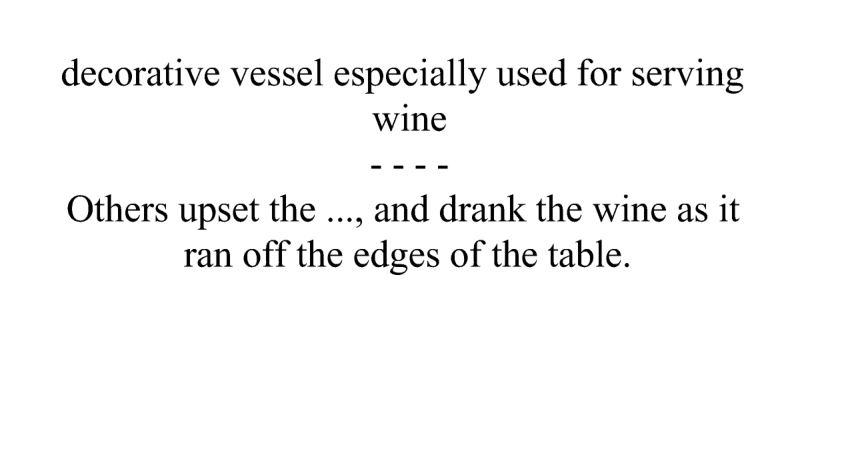 decorative vessel especially used for serving
wine
- - - -
Others upset the ..., and drank the wine as it
ran off the edges of the table.